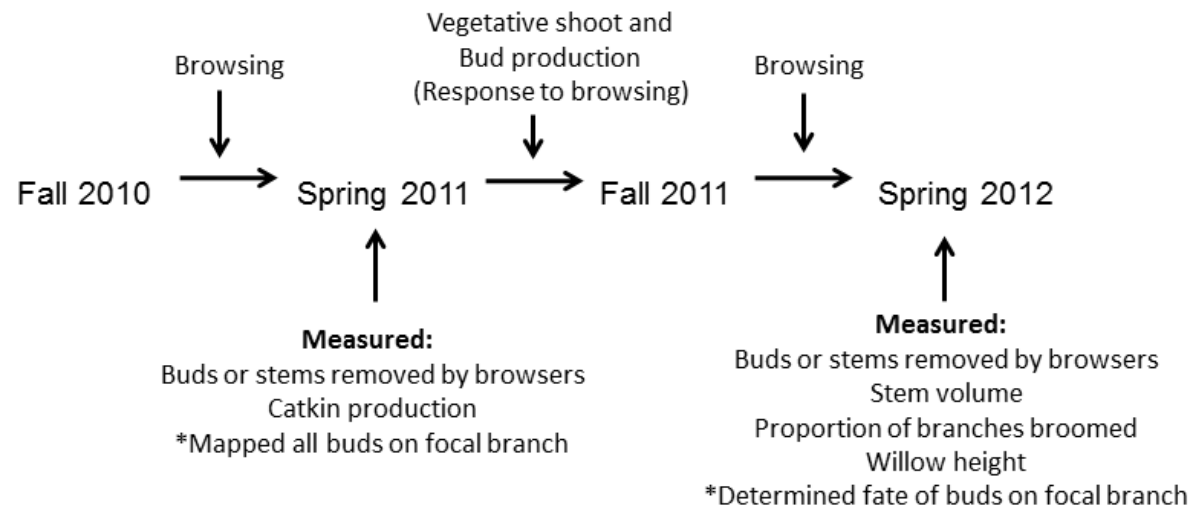 Vegetative shoot and
Bud production
(Response to browsing)
Browsing
Browsing
Fall 2010
Spring 2011
Fall 2011
Spring 2012
Measured:
Buds or stems removed by browsers
Catkin production
*Mapped all buds on focal branch
Measured:
Buds or stems removed by browsers
Stem volume
Proportion of branches broomed
Willow height
*Determined fate of buds on focal branch